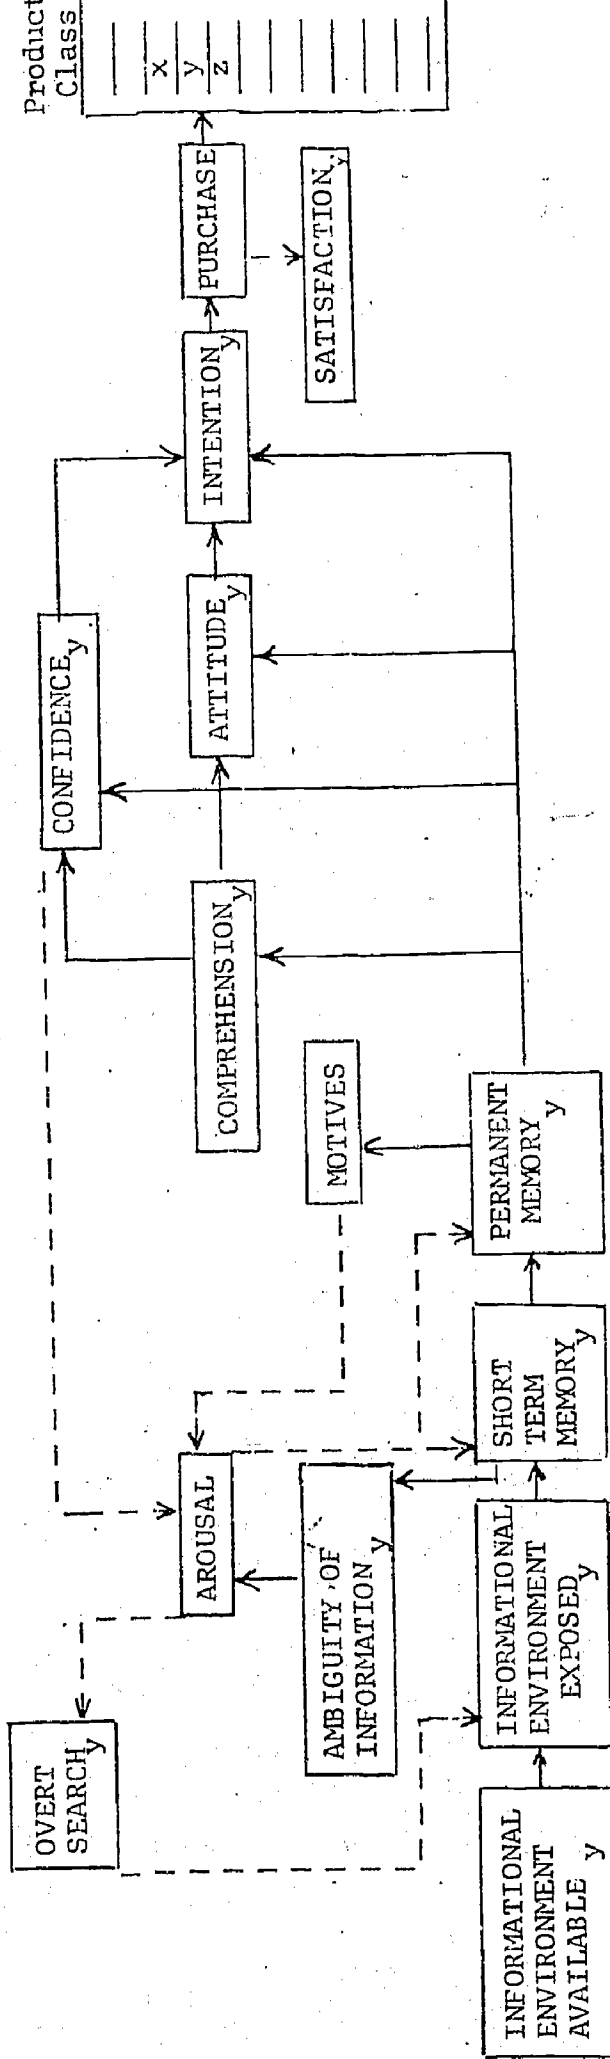 Product
Class
x
y
z
OVERT
SEARCH y
CONFIDENCE y
AROUSAL
COMPREHENSION y
ATTITUDE y
INTENTION y
PURCHASE
AMBIGUITY OF
INFORMATION y
MOTIVES
SATISFACTION y
INFORMATIONAL
ENVIRONMENT
AVAILABLE y
INFORMATIONAL
ENVIRONMENT
EXPOSED y
SHORT
TERM
MEMORY y
PERMANENT
MEMORY y